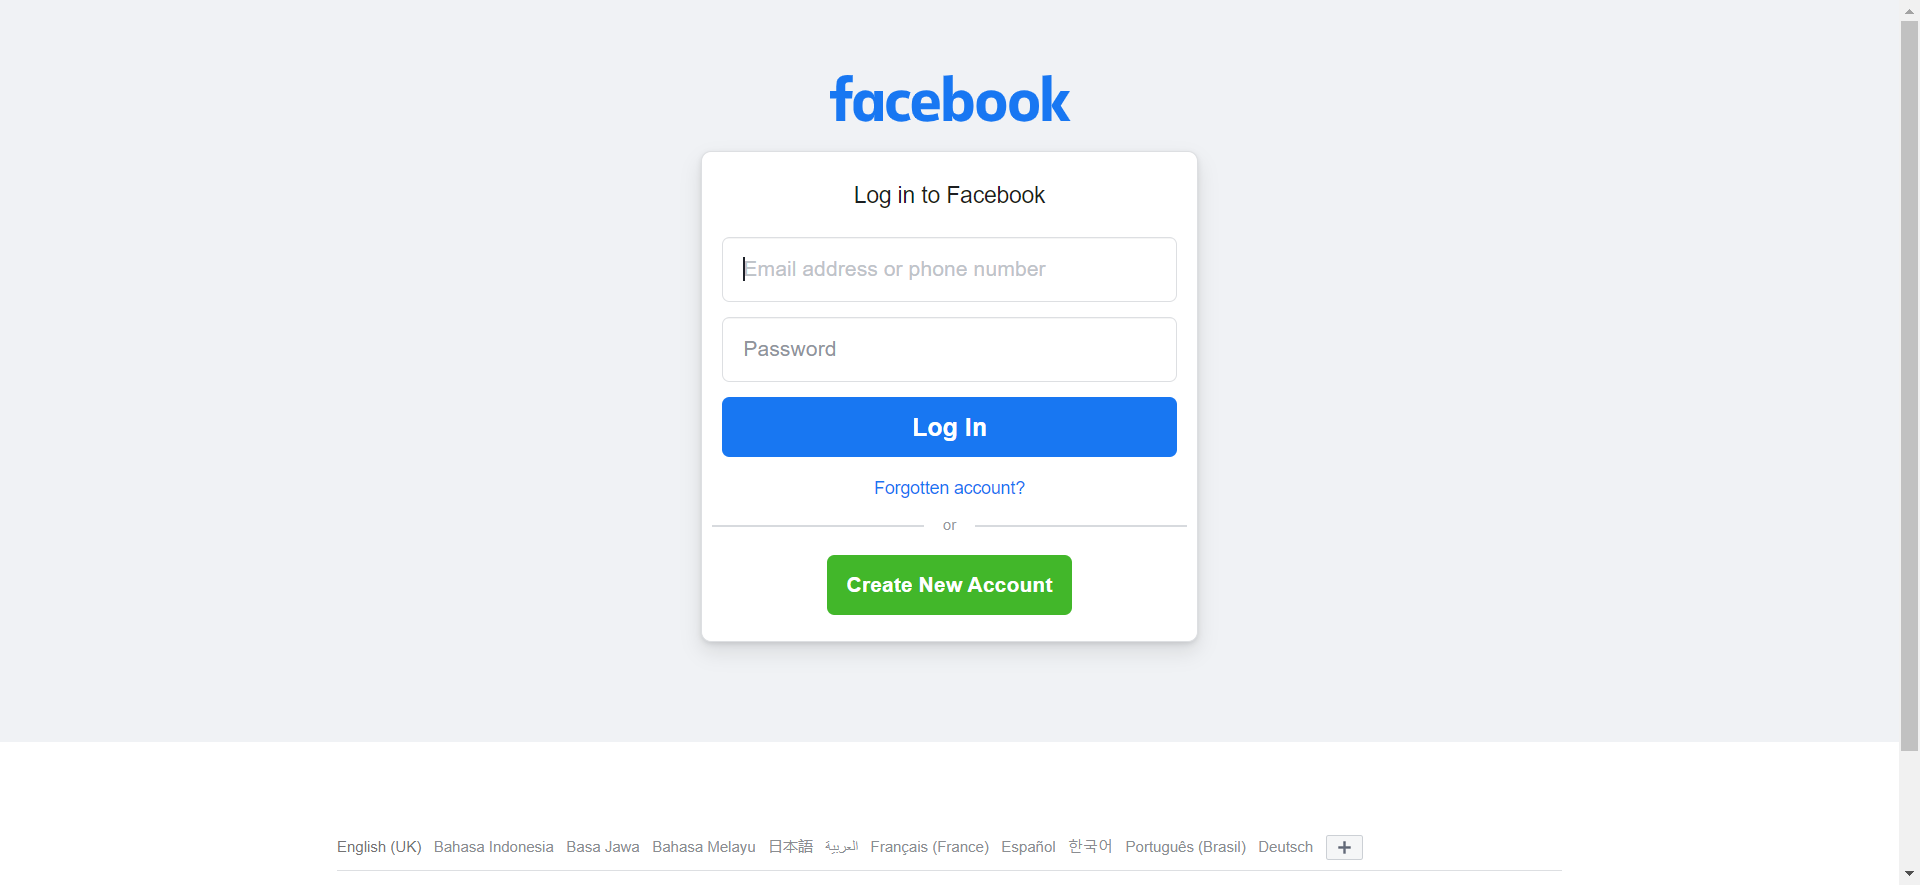 facebook
Log in to Facebook
Email address or phone number
Password
Log In
Forgotten account?
or
Create New Account
English (UK) Bahasa Indonesia Basa Jawa Bahasa Melayu 日本語 العربية Français (France) Español 한국어 Português (Brasil) Deutsch